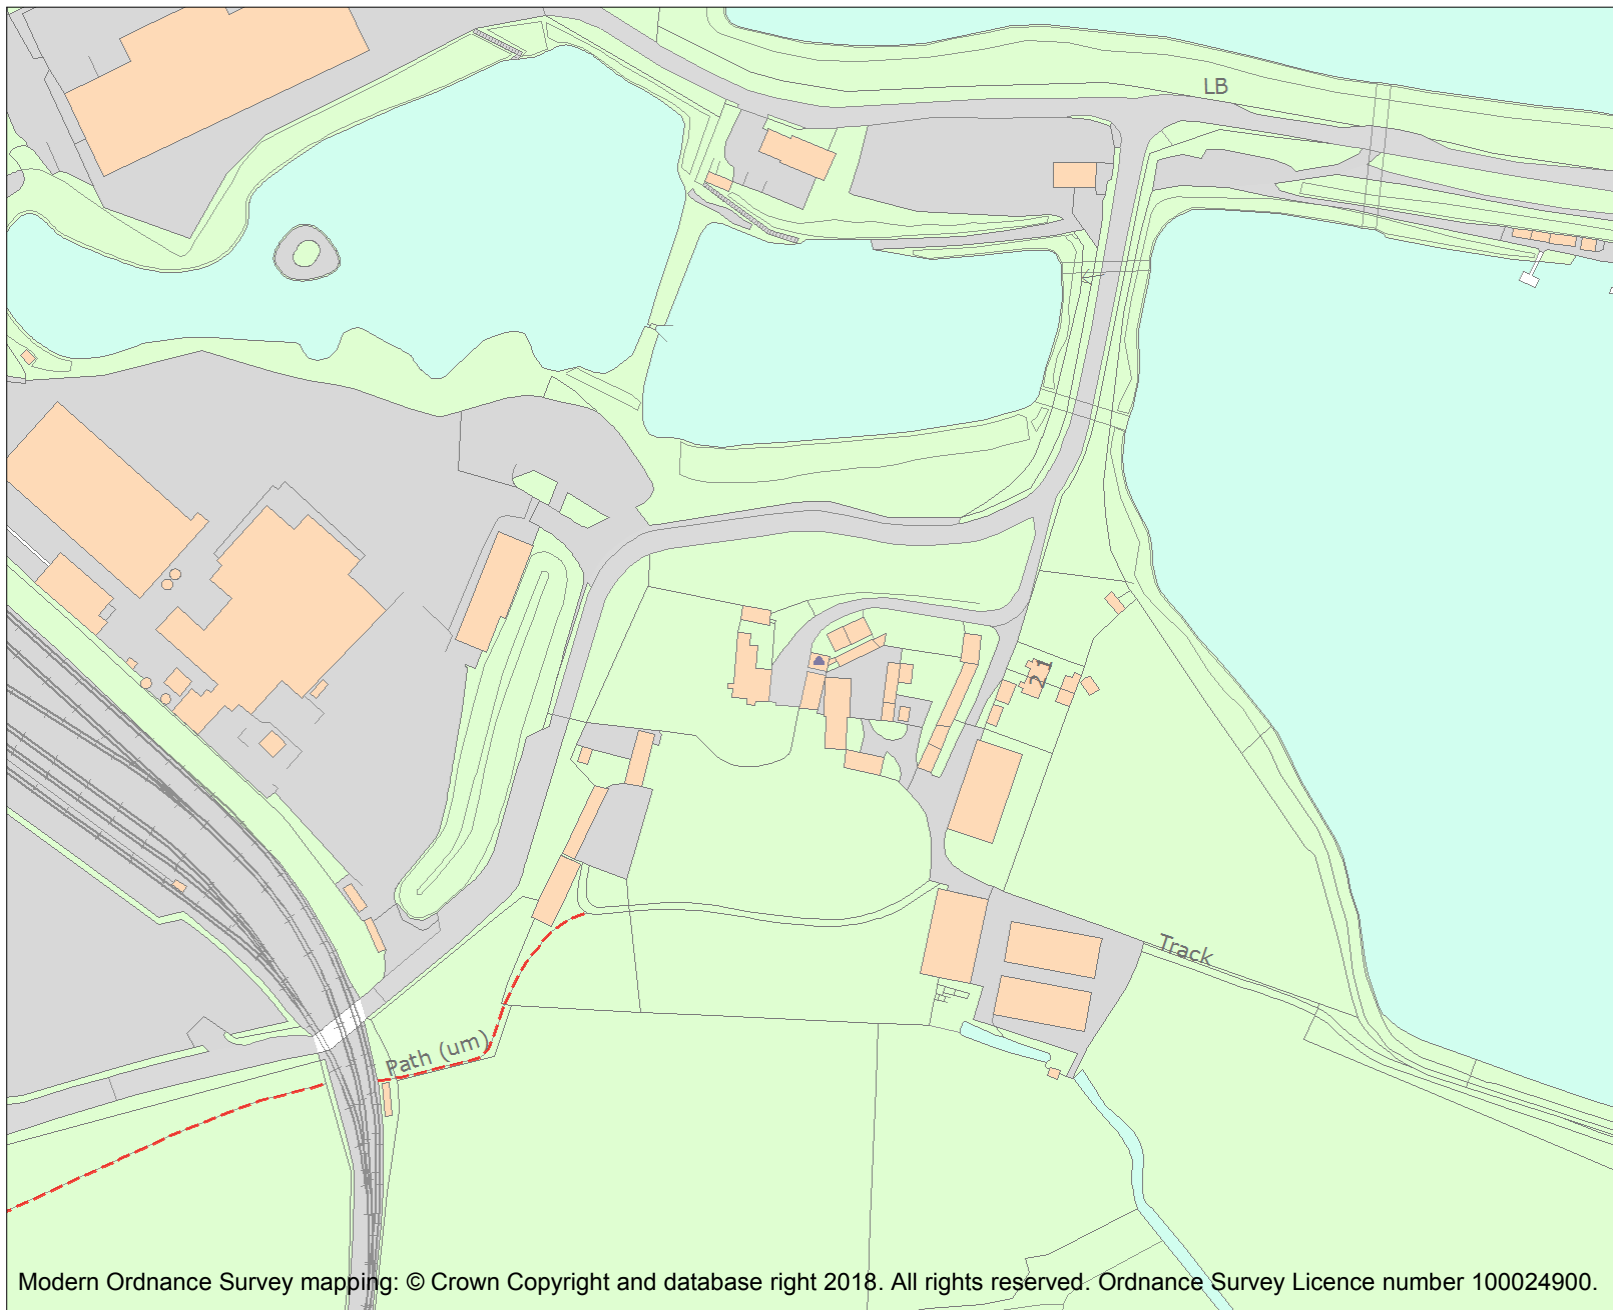 LB
21
Track
Path (um)
Modern Ordnance Survey mapping: © Crown Copyright and database right 2018. All rights reserved. Ordnance Survey Licence number 100024900.